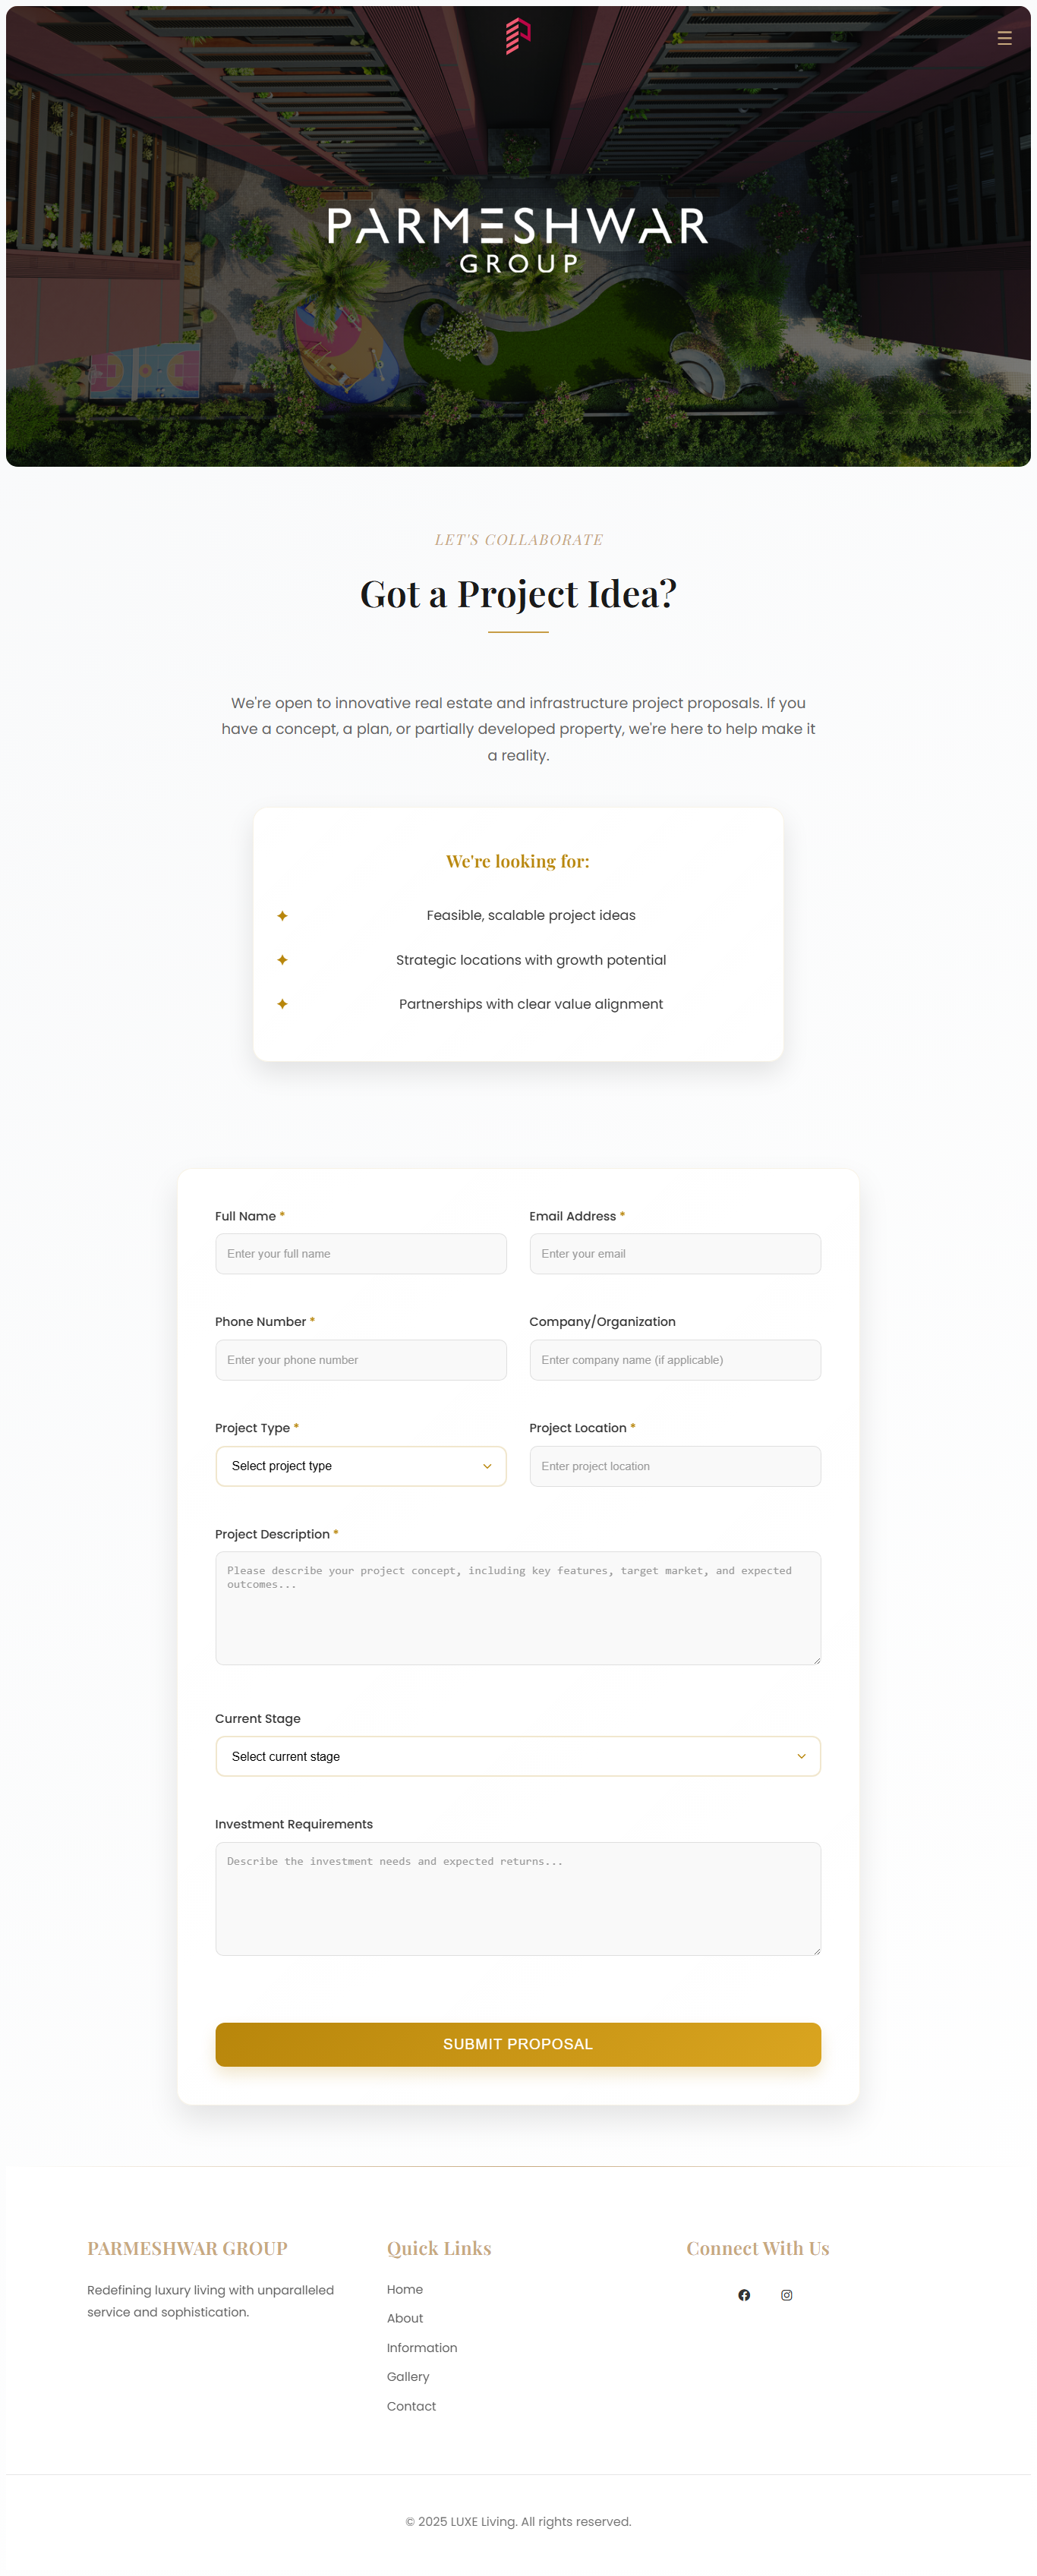 PARMESHWAR
GROUP
LET'S COLLABORATE
Got a Project Idea?
We're open to innovative real estate and infrastructure project proposals. If you
have a concept, a plan, or partially developed property, we're here to help make it
a reality.
We're looking for:
✦ Feasible, scalable project ideas
✦ Strategic locations with growth potential
✦ Partnerships with clear value alignment
Full Name * Email Address *
Enter your full name Enter your email
Phone Number * Company/Organization
Enter your phone number Enter company name (if applicable)
Project Type * Project Location *
Select project type Enter project location
Project Description *
Please describe your project concept, including key features, target market, and expected
outcomes...
Current Stage
Select current stage
Investment Requirements
Describe the investment needs and expected returns...
SUBMIT PROPOSAL
PARMESHWAR GROUP
Redefining luxury living with unparalleled
service and sophistication.
Quick Links
Home
About
Information
Gallery
Contact
Connect With Us
© 2025 LUXE Living. All rights reserved.